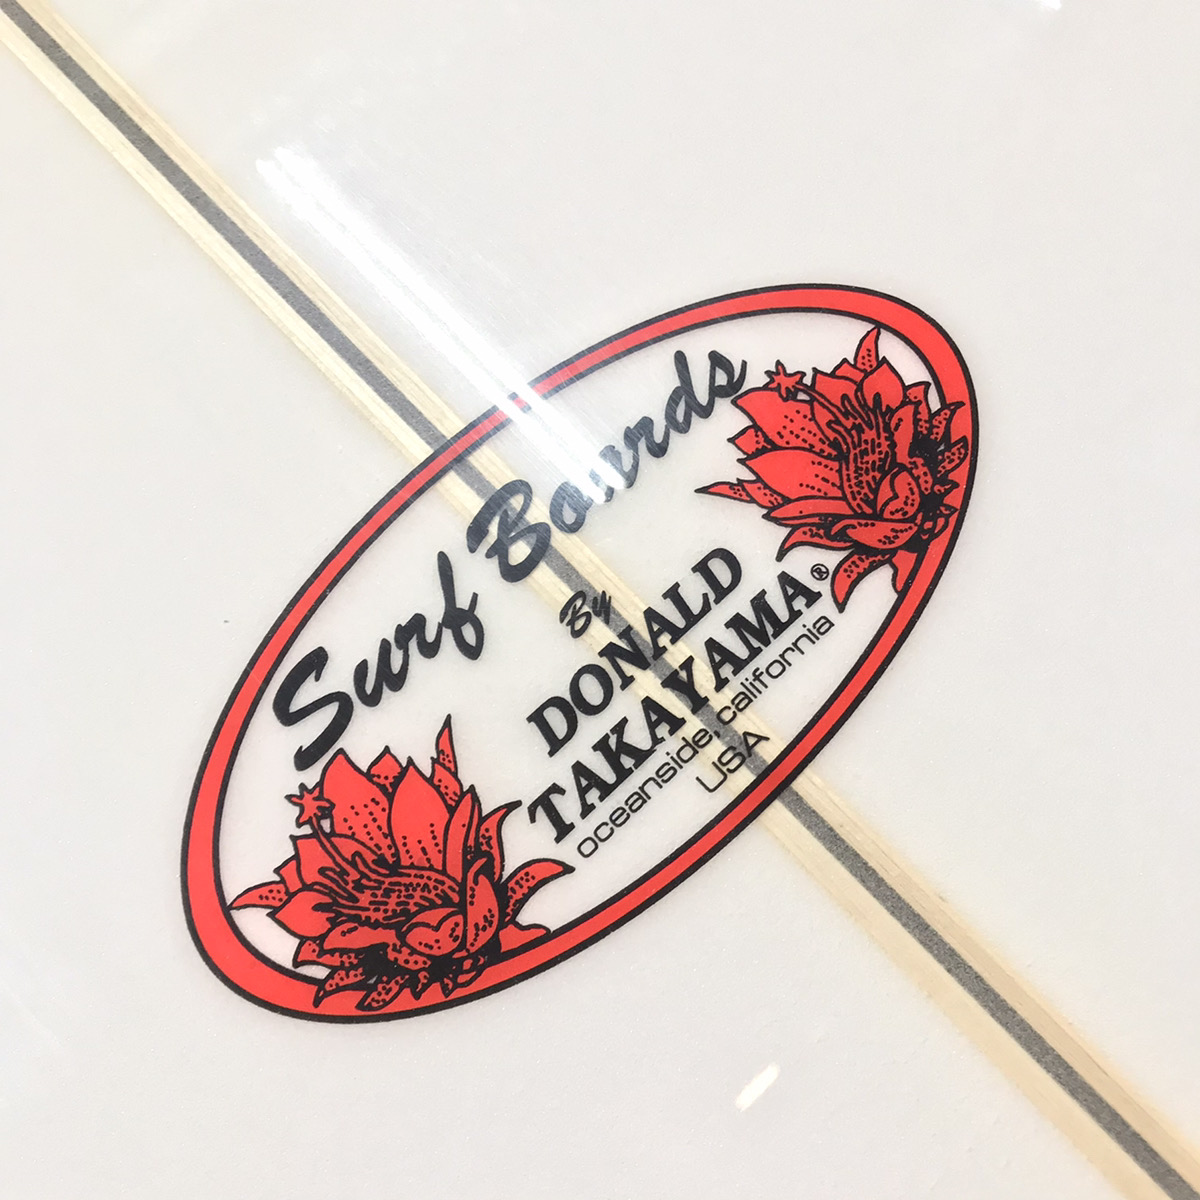 Surf Boards
By
DONALD
TAKAYAMA®
oceanside, california
USA